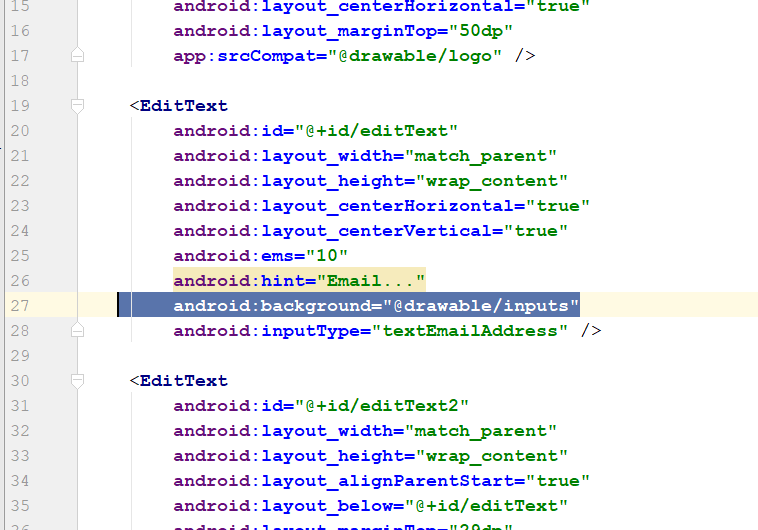 15 android:layout_centerHorizontal="true"
16 android:layout_marginTop="50dp"
17 app:srcCompat="@drawable/logo" />
18
19 <EditText
20 android:id="@+id/editText"
21 android:layout_width="match_parent"
22 android:layout_height="wrap_content"
23 android:layout_centerHorizontal="true"
24 android:layout_centerVertical="true"
25 android:ems="10"
26 android:hint="Email..."
27 android:background="@drawable/inputs"
28 android:inputType="textEmailAddress" />
29
30 <EditText
31 android:id="@+id/editText2"
32 android:layout_width="match_parent"
33 android:layout_height="wrap_content"
34 android:layout_alignParentStart="true"
35 android:layout_below="@+id/editText"
36 android:layout_marginTop="29dp"